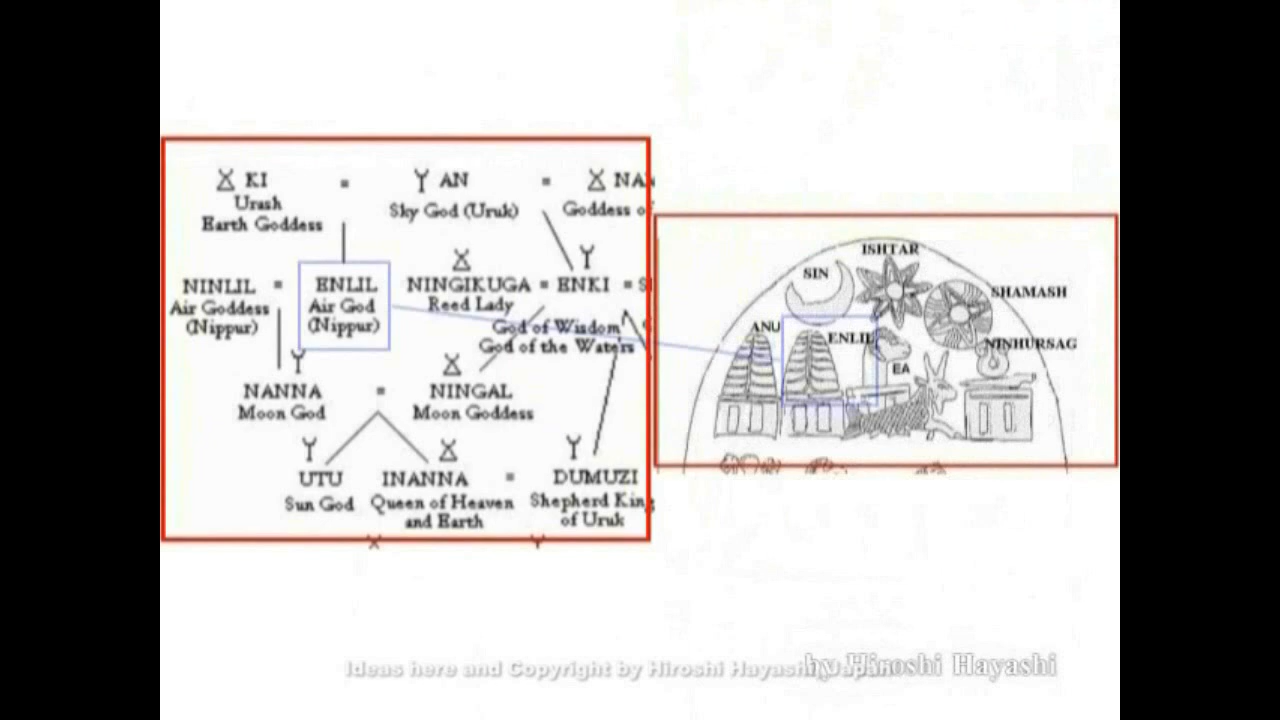 KI = AN = NAN
Urash
Sky God (Uruk)
Goddess of
Earth Goddess
NINLIL = ENLIL
NINGIKUGA = ENKI =
Air Goddess
(Nippur)
Air God
(Nippur)
Reed Lady
God of Wisdom
God of the Waters
NANNA = NINGAL
Moon God
Moon Goddess
UTU
INANNA = DUMUZI
Sun God
Queen of Heaven
and Earth
Shepherd King
of Uruk
ISHTAR
SIN
SHAMASH
ANU
ENLIL
NINHURSAG
EA
Ideas here and Copyright by Hiroshi Hayashi
by Hiroshi Hayashi